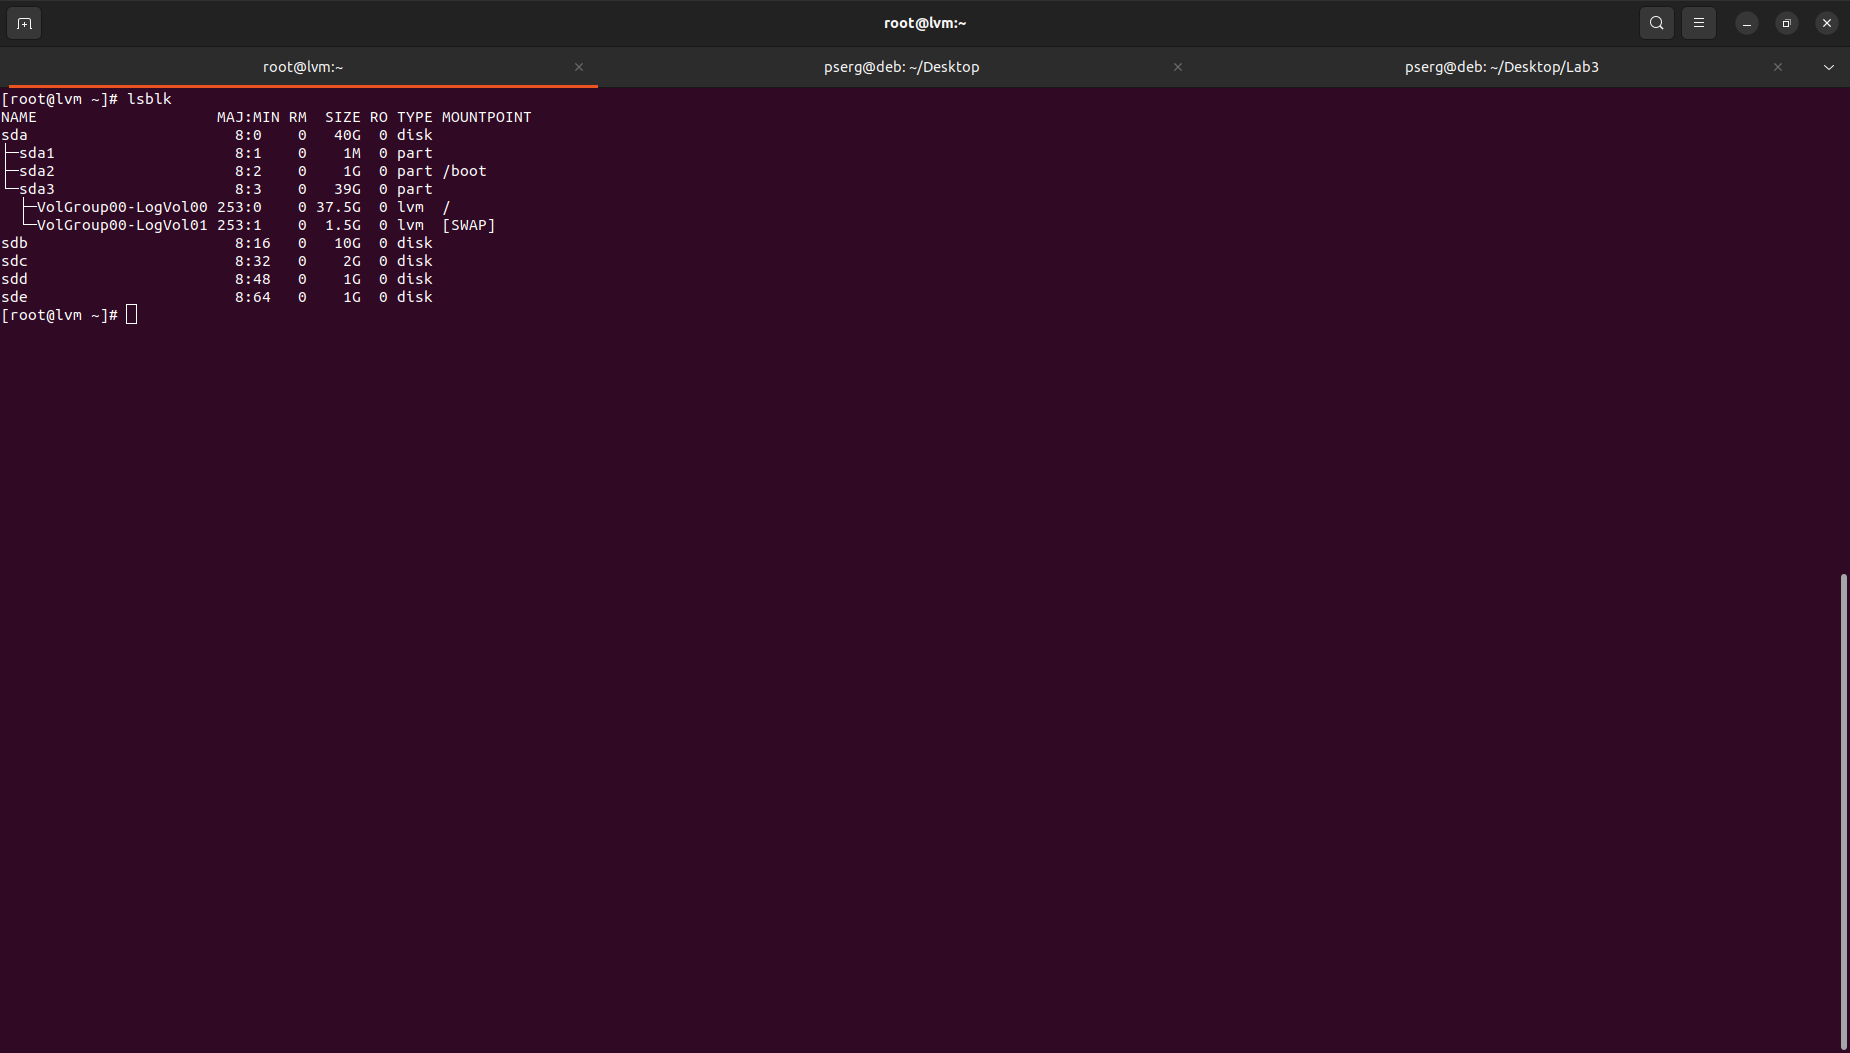 root@lvm:~
root@lvm:~ pserg@deb: ~/Desktop pserg@deb: ~/Desktop/Lab3
[root@lvm ~]# lsblk
NAME                    MAJ:MIN RM  SIZE RO TYPE MOUNTPOINT
sda                       8:0    0   40G  0 disk
├─sda1                    8:1    0    1M  0 part
├─sda2                    8:2    0    1G  0 part /boot
└─sda3                    8:3    0   39G  0 part
  ├─VolGroup00-LogVol00 253:0    0 37.5G  0 lvm  /
  └─VolGroup00-LogVol01 253:1    0  1.5G  0 lvm  [SWAP]
sdb                       8:16   0   10G  0 disk
sdc                       8:32   0    2G  0 disk
sdd                       8:48   0    1G  0 disk
sde                       8:64   0    1G  0 disk
[root@lvm ~]#